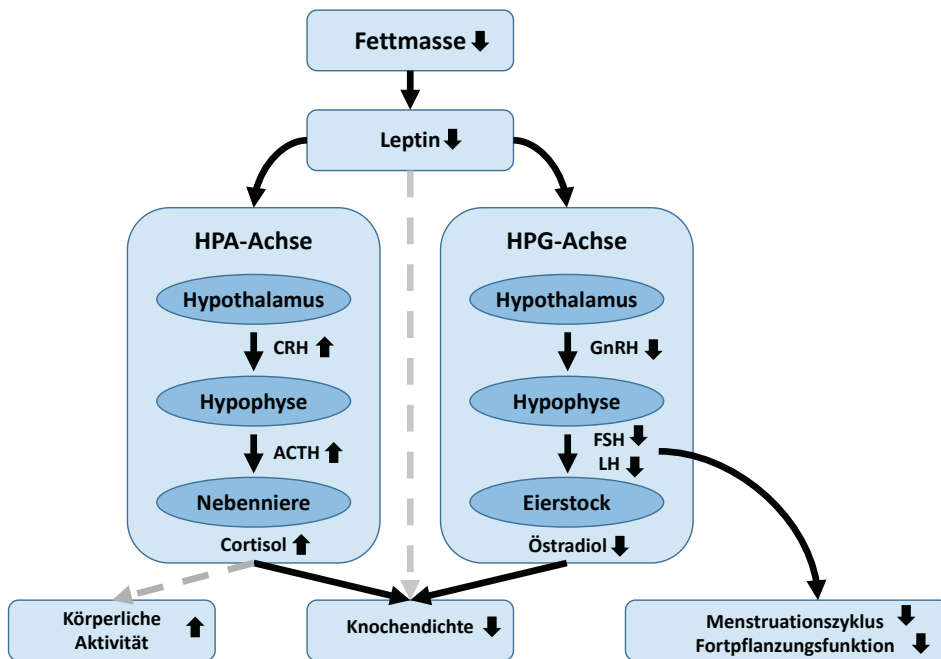 Fettmasse
Leptin
HPA-Achse
Hypothalamus
CRH
Hypophyse
ACTH
Nebenniere
Cortisol
HPG-Achse
Hypothalamus
GnRH
Hypophyse
FSH
LH
Eierstock
Östradiol
Körperliche
Aktivität
Knochendichte
Menstruationszyklus
Fortpflanzungsfunktion